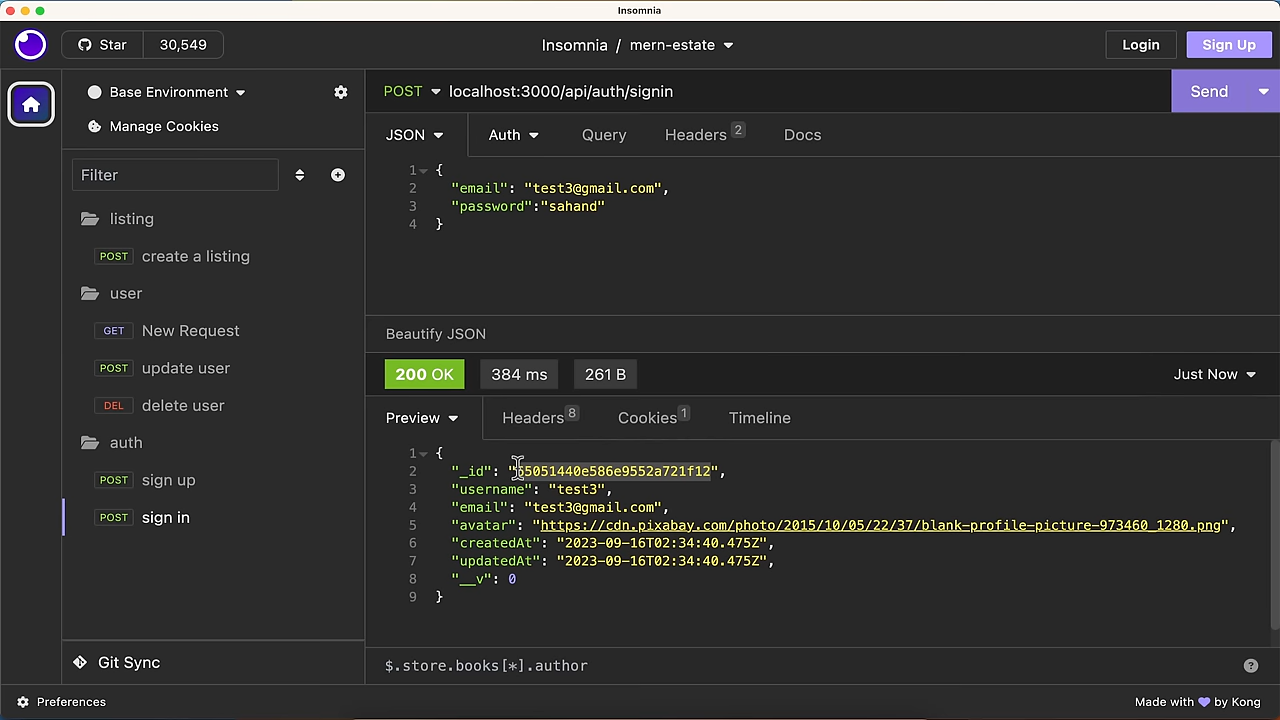 Insomnia
Star 30,549
Insomnia / mern-estate
Login
Sign Up
Base Environment
Manage Cookies
Filter
listing
POST create a listing
user
GET New Request
POST update user
DEL delete user
auth
POST sign up
POST sign in
Git Sync
Preferences
POST localhost:3000/api/auth/signin
Send
JSON Auth Query Headers 2 Docs
1 {
2 "email": "test3@gmail.com",
3 "password":"sahand"
4 }
Beautify JSON
200 OK 384 ms 261 B Just Now
Preview Headers 8 Cookies 1 Timeline
1 {
2 "_id": "65051440e586e9552a721f12",
3 "username": "test3",
4 "email": "test3@gmail.com",
5 "avatar": "https://cdn.pixabay.com/photo/2015/10/05/22/37/blank-profile-picture-973460_1280.png",
6 "createdAt": "2023-09-16T02:34:40.475Z",
7 "updatedAt": "2023-09-16T02:34:40.475Z",
8 "__v": 0
9 }
$.store.books[*].author
?
Made with 💜 by Kong